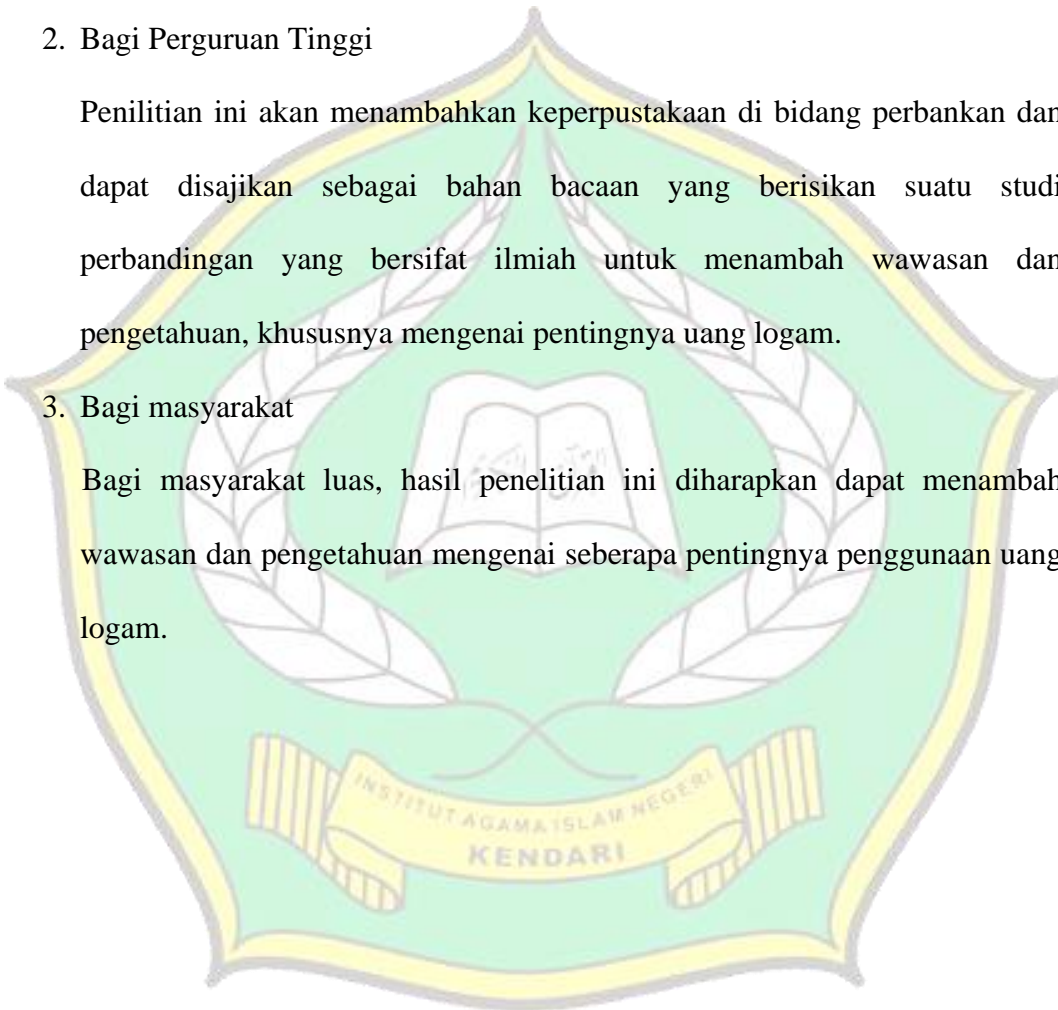 2. Bagi Perguruan Tinggi
Penilitian ini akan menambahkan keperpustakaan di bidang perbankan dan
dapat disajikan sebagai bahan bacaan yang berisikan suatu studi
perbandingan yang bersifat ilmiah untuk menambah wawasan dan
pengetahuan, khususnya mengenai pentingnya uang logam.
3. Bagi masyarakat
Bagi masyarakat luas, hasil penelitian ini diharapkan dapat menambah
wawasan dan pengetahuan mengenai seberapa pentingnya penggunaan uang
logam.
INSTITUT AGAMA ISLAM NEGERI
KENDARI